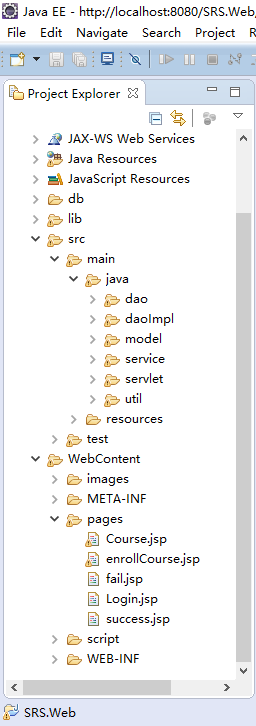 Java EE - http://localhost:8080/SRS.Web
File Edit Navigate Search Project R
Project Explorer
JAX-WS Web Services
Java Resources
JavaScript Resources
db
lib
src
main
java
dao
daoImpl
model
service
servlet
util
resources
test
WebContent
images
META-INF
pages
Course.jsp
enrollCourse.jsp
fail.jsp
Login.jsp
success.jsp
script
WEB-INF
SRS.Web